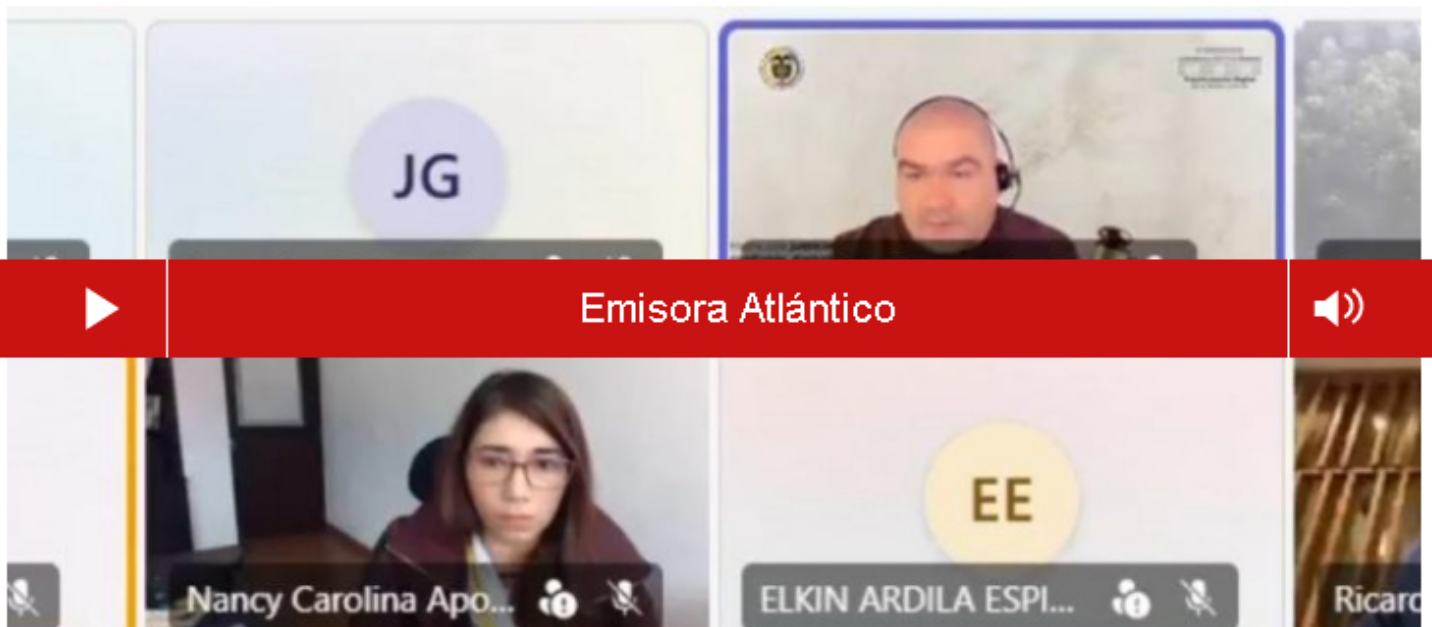 JG
Emisora Atlántico
Nancy Carolina Apo...
EE
ELKIN ARDILA ESPI...
Ricard